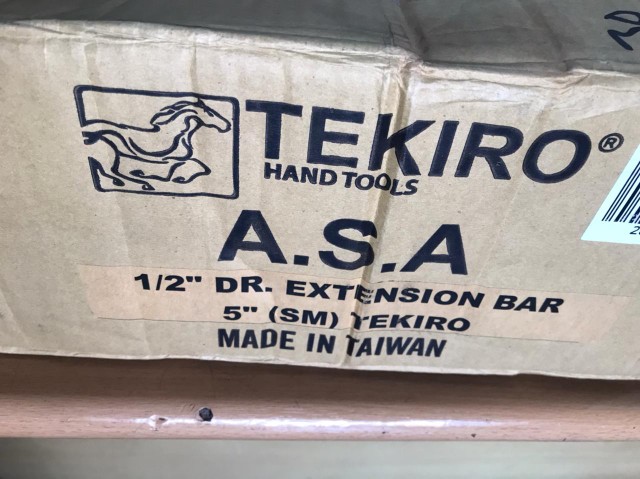 TEKIRO®
HAND TOOLS
A.S.A
1/2" DR. EXTENSION BAR
5" (SM) TEKIRO
MADE IN TAIWAN